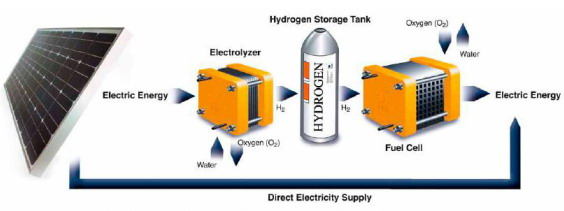 Hydrogen Storage Tank
Oxygen (O₂)
Water
Electrolyzer
Electric Energy
H₂
HYDROGEN
H₂
Electric Energy
Fuel Cell
Oxygen (O₂)
Water
Direct Electricity Supply